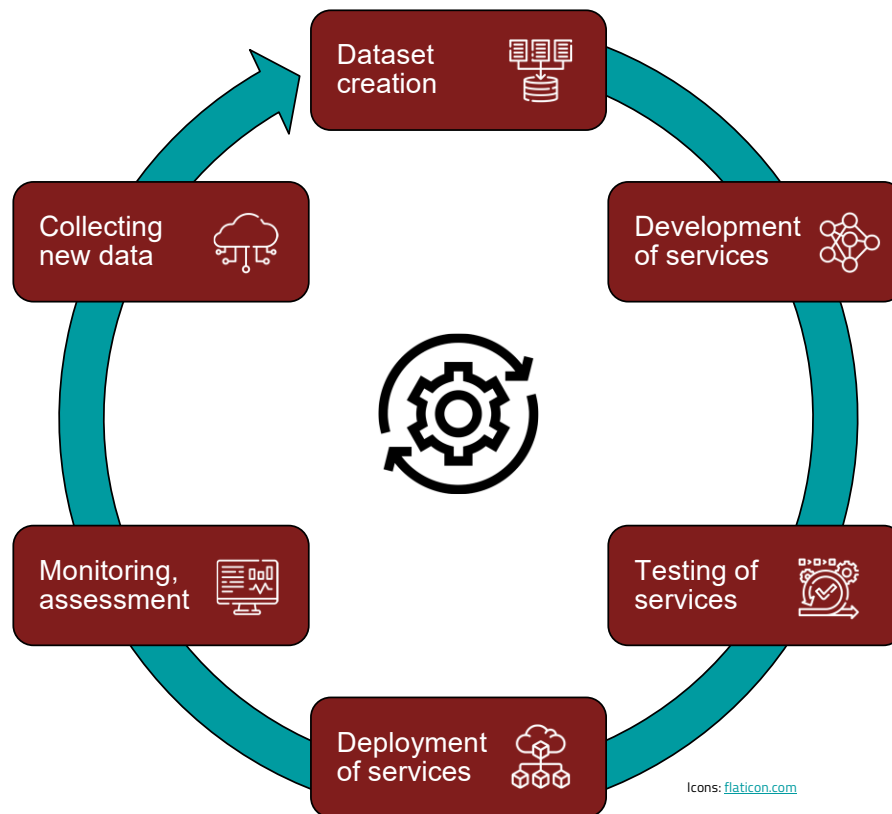 Dataset
creation
Development
of services
Testing of
services
Deployment
of services
Monitoring,
assessment
Collecting
new data
Icons: flaticon.com